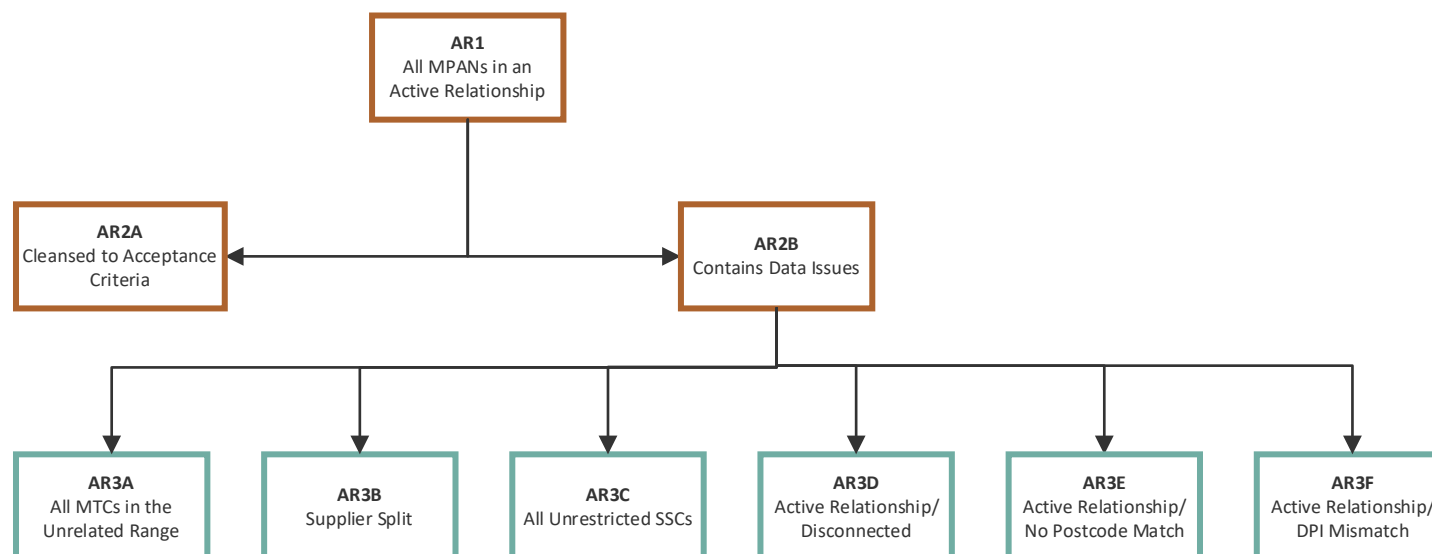 AR1
All MPANs in an
Active Relationship
AR2A
Cleansed to Acceptance
Criteria
AR2B
Contains Data Issues
AR3A
All MTCs in the
Unrelated Range
AR3B
Supplier Split
AR3C
All Unrestricted SSCs
AR3D
Active Relationship/
Disconnected
AR3E
Active Relationship/
No Postcode Match
AR3F
Active Relationship/
DPI Mismatch